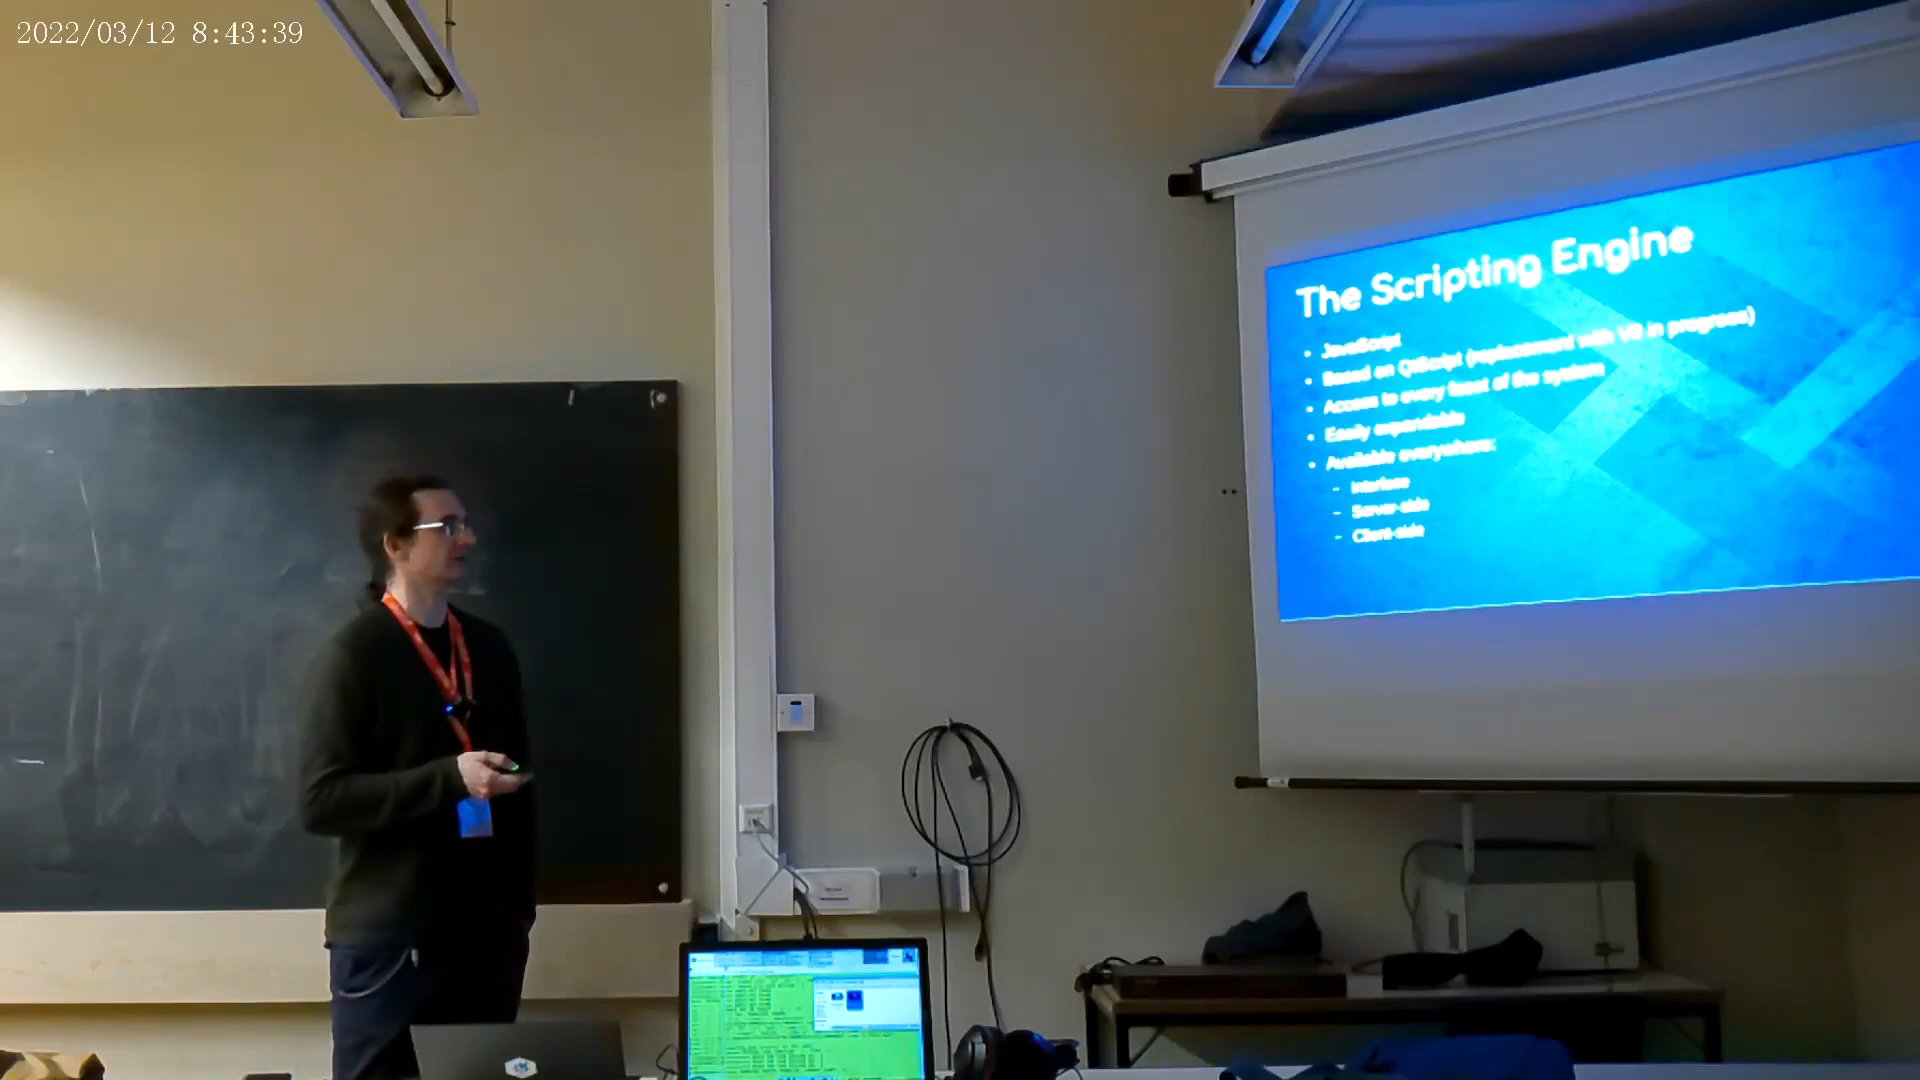 2022/03/12 8:43:39
The Scripting Engine
• JavaScript
• Based on QtScript (replacement with V8 in progress)
• Access to every facet of the system
• Easily expandable
• Available everywhere:
– Interface
– Server-side
– Client-side